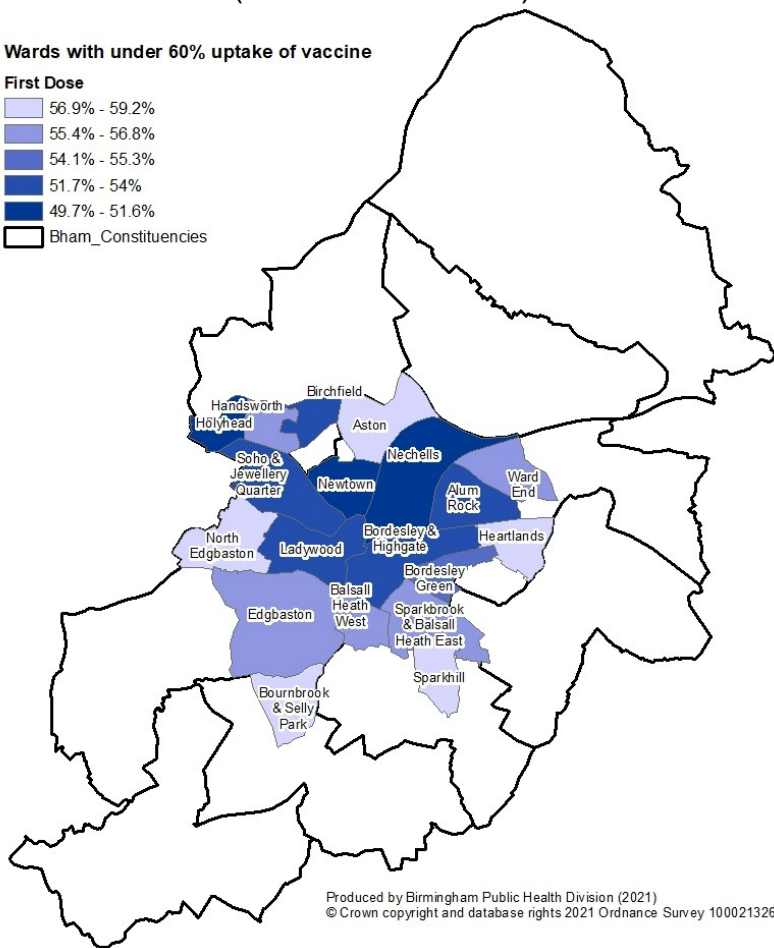 Wards with under 60% uptake of vaccine
First Dose
56.9% - 59.2%
55.4% - 56.8%
54.1% - 55.3%
51.7% - 54%
49.7% - 51.6%
Bham_Constituencies
Birchfield
Handsworth
Holyhead
Aston
Nechells
Soho &
Jewellery
Quarter
Newtown
Alum
Rock
Ward
End
North
Edgbaston
Ladywood
Bordesley &
Highgate
Heartlands
Bordesley
Green
Balsall
Heath
West
Edgbaston
Sparkbrook
& Balsall
Heath East
Sparkhill
Bournbrook
& Selly
Park
Produced by Birmingham Public Health Division (2021)
© Crown copyright and database rights 2021 Ordnance Survey 100021326